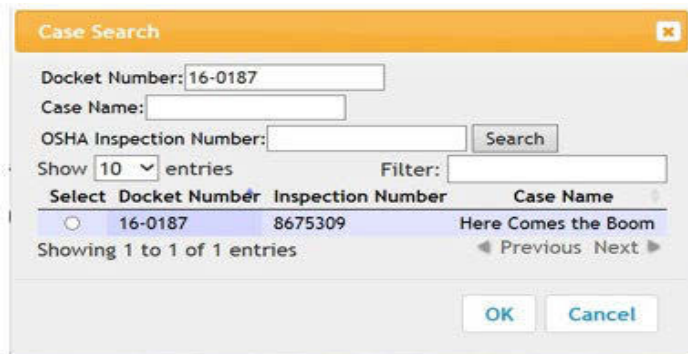 Case Search
Docket Number: 16-0187
Case Name:
OSHA Inspection Number: Search
Show 10 entries Filter:
Select Docket Number Inspection Number Case Name
16-0187 8675309 Here Comes the Boom
Showing 1 to 1 of 1 entries Previous Next
OK Cancel